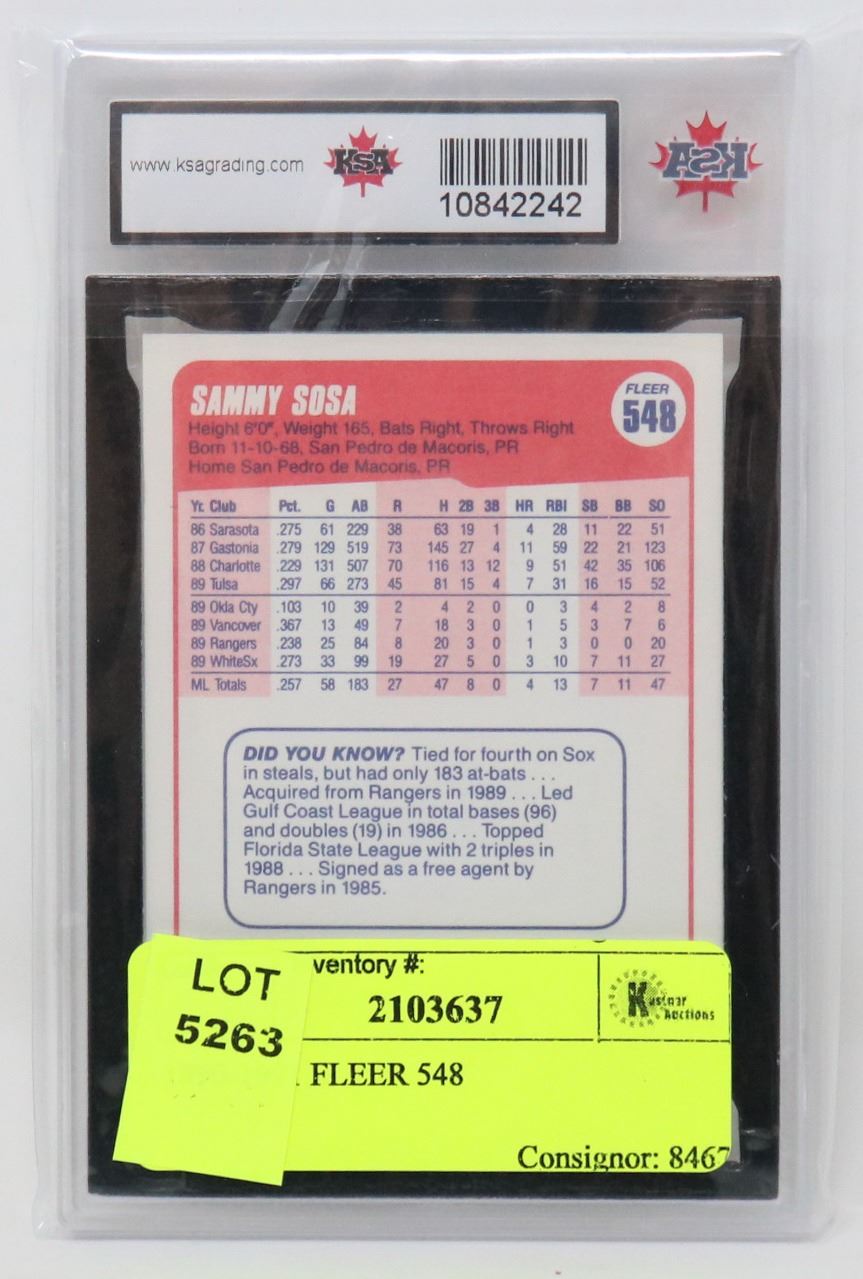 www.ksagrading.com KSA
10842242
KSA
SAMMY SOSA
FLEER
548
Height 6'0", Weight 165, Bats Right, Throws Right
Born 11-10-68, San Pedro de Macoris, PR
Home San Pedro de Macoris, PR
Yr. Club Pct. G AB R H 2B 3B HR RBI SB BB SO
86 Sarasota .275 61 229 38 63 19 1 4 28 11 22 51
87 Gastonia .279 129 519 73 145 27 4 11 59 22 21 123
88 Charlotte .229 131 507 70 116 13 12 9 51 42 35 106
89 Tulsa .297 66 273 45 81 15 4 7 31 16 15 52
89 Okla Cty .103 10 39 2 4 2 0 0 3 4 2 8
89 Vancover .367 13 49 7 18 3 0 1 5 3 7 6
89 Rangers .238 25 84 8 20 3 0 1 3 0 0 20
89 WhiteSx .273 33 99 19 27 5 0 3 10 7 11 27
ML Totals .257 58 183 27 47 8 0 4 13 7 11 47
DID YOU KNOW? Tied for fourth on Sox
in steals, but had only 183 at-bats . . .
Acquired from Rangers in 1989 . . . Led
Gulf Coast League in total bases (96)
and doubles (19) in 1986 . . . Topped
Florida State League with 2 triples in
1988 . . . Signed as a free agent by
Rangers in 1985.
ventory #:
LOT
5263
2103637
Kastner
Auctions
FLEER 548
Consignor: 8467